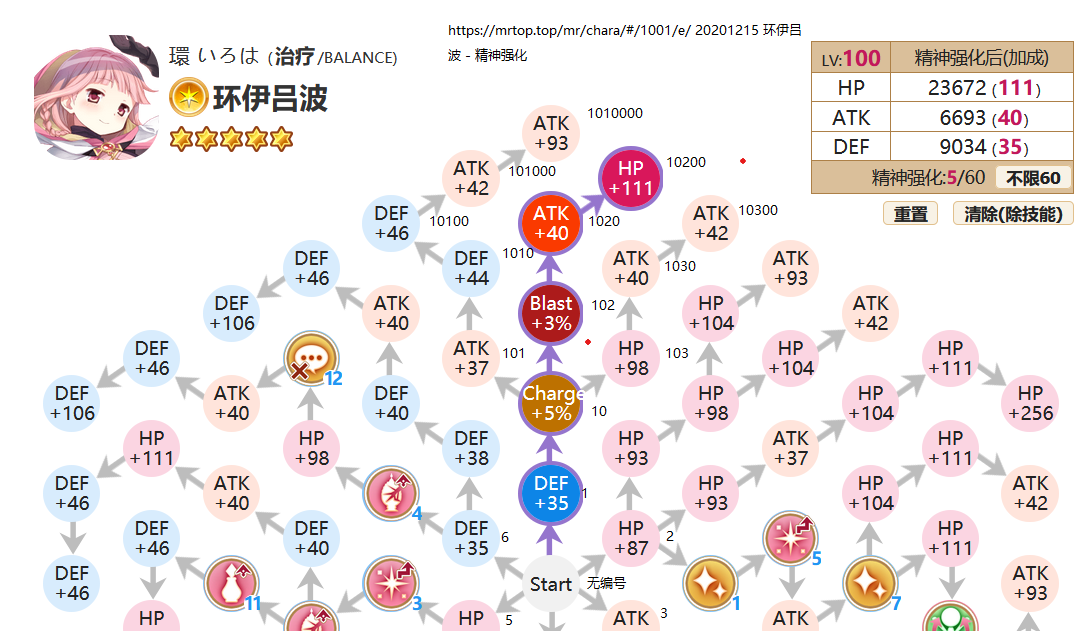 https://mrtop.top/mr/chara/#/1001/e/ 20201215 环伊吕
波 - 精神强化
環 いろは (治疗/BALANCE)
环伊吕波
LV:100 精神强化后(加成)
HP 23672 (111)
ATK 6693 (40)
DEF 9034 (35)
精神强化:5/60 不限60
重置 清除(除技能)
ATK
+93
1010000
ATK
+42
101000
HP
+111
10200
DEF
+46
10100
ATK
+40
1020
ATK
+42
10300
DEF
+46
DEF
+44
1010
ATK
+40
1030
ATK
+93
DEF
+106
ATK
+40
Blast
+3%
102
HP
+104
ATK
+42
DEF
+46
12
ATK
+37
101
HP
+98
103
HP
+104
HP
+111
DEF
+106
ATK
+40
DEF
+40
Charge
+5%
10
HP
+98
HP
+104
HP
+256
HP
+111
HP
+98
DEF
+38
HP
+93
ATK
+37
HP
+111
DEF
+46
ATK
+40
4
DEF
+35
1
HP
+93
HP
+104
ATK
+42
DEF
+46
DEF
+40
DEF
+35
6
HP
+87
2
5
HP
+111
DEF
+46
11
3
Start
无编号
1
7
ATK
+93
HP
HP
5
ATK
3
ATK